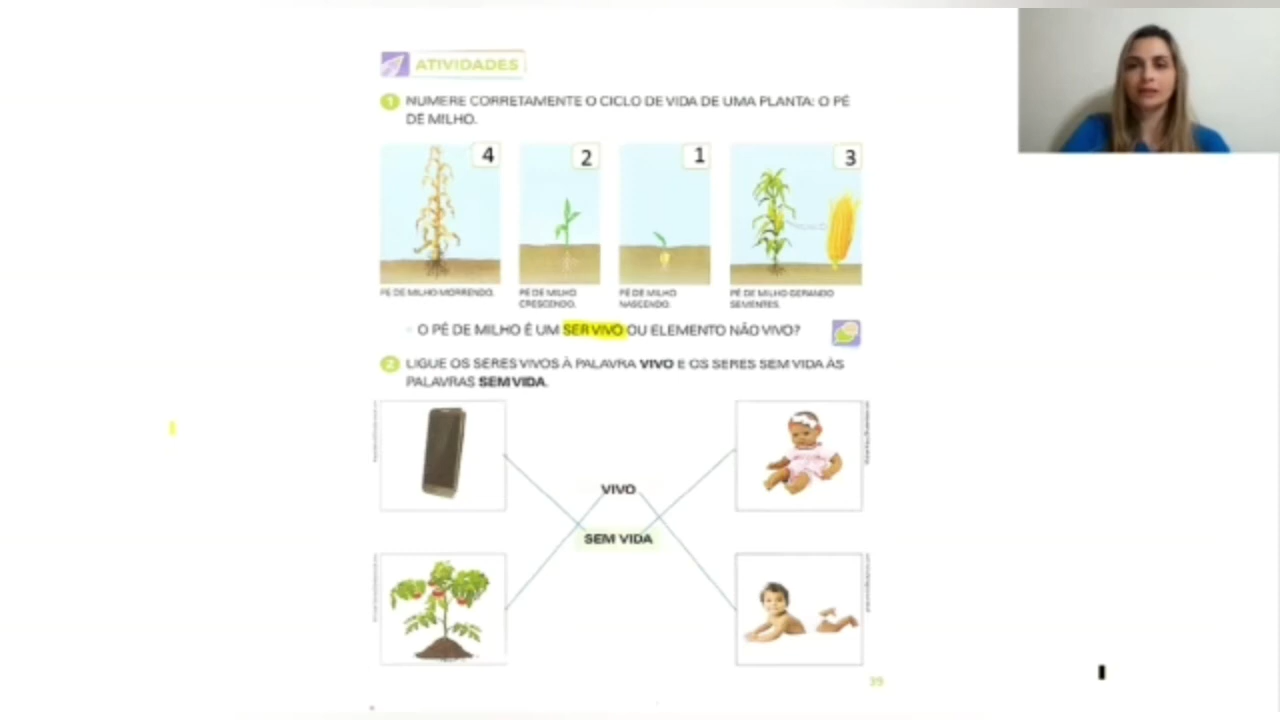 ATIVIDADES
1 NUMERE CORRETAMENTE O CICLO DE VIDA DE UMA PLANTA: O PÉ
DE MILHO.
4 2 1 3
PÉ DE MILHO MORRENDO. PÉ DE MILHO PÉ DE MILHO PÉ DE MILHO GERANDO
CRESCENDO. NASCENDO. SEMENTES.
O PÉ DE MILHO É UM SER VIVO OU ELEMENTO NÃO VIVO?
2 LIGUE OS SERES VIVOS À PALAVRA VIVO E OS SERES SEM VIDA ÀS
PALAVRAS SEM VIDA.
VIVO
SEM VIDA
39